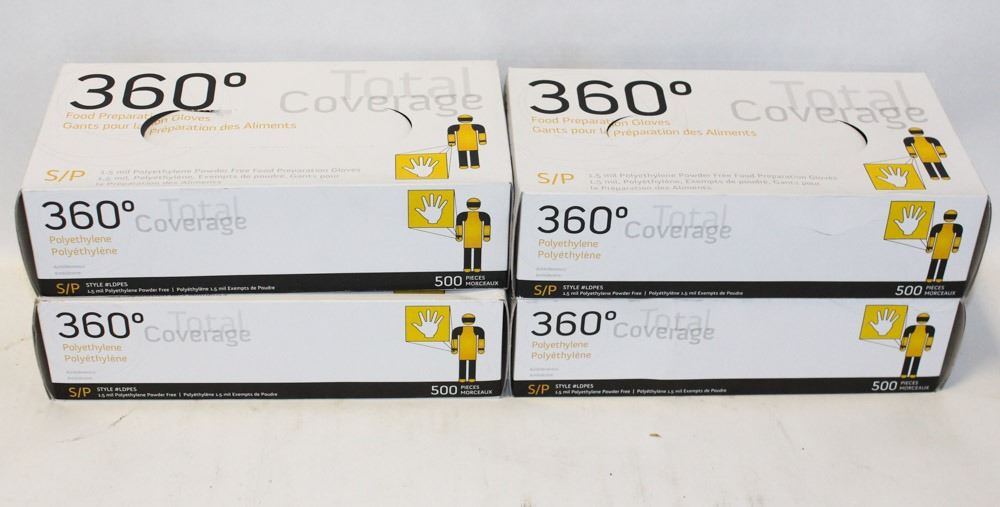 360° Total
Coverage
Food Preparation Gloves
Gants pour la Préparation des Aliments
S/P 1.5 mil Polyethylene Powder Free Food Preparation Gloves
1.5 mil, Polyéthylène, Exempts de poudre, Gants pour
la Préparation des Aliments
360° Total
Coverage
Polyethylene
Polyéthylène
S/P STYLE #LDPES
1.5 mil Polyethylene Powder Free | Polyéthylène 1.5 mil Exempts de Poudre
500 PIECES
MORCEAUX
360° Total
Coverage
Food Preparation Gloves
Gants pour la Préparation des Aliments
S/P 1.5 mil Polyethylene Powder Free Food Preparation Gloves
1.5 mil, Polyéthylène, Exempts de poudre, Gants pour
la Préparation des Aliments
360° Total
Coverage
Polyethylene
Polyéthylène
S/P STYLE #LDPES
1.5 mil Polyethylene Powder Free | Polyéthylène 1.5 mil Exempts de Poudre
500 PIECES
MORCEAUX
360° Total
Coverage
Polyethylene
Polyéthylène
S/P STYLE #LDPES
1.5 mil Polyethylene Powder Free | Polyéthylène 1.5 mil Exempts de Poudre
500 PIECES
MORCEAUX
360° Total
Coverage
Polyethylene
Polyéthylène
S/P STYLE #LDPES
1.5 mil Polyethylene Powder Free | Polyéthylène 1.5 mil Exempts de Poudre
500 PIECES
MORCEAUX